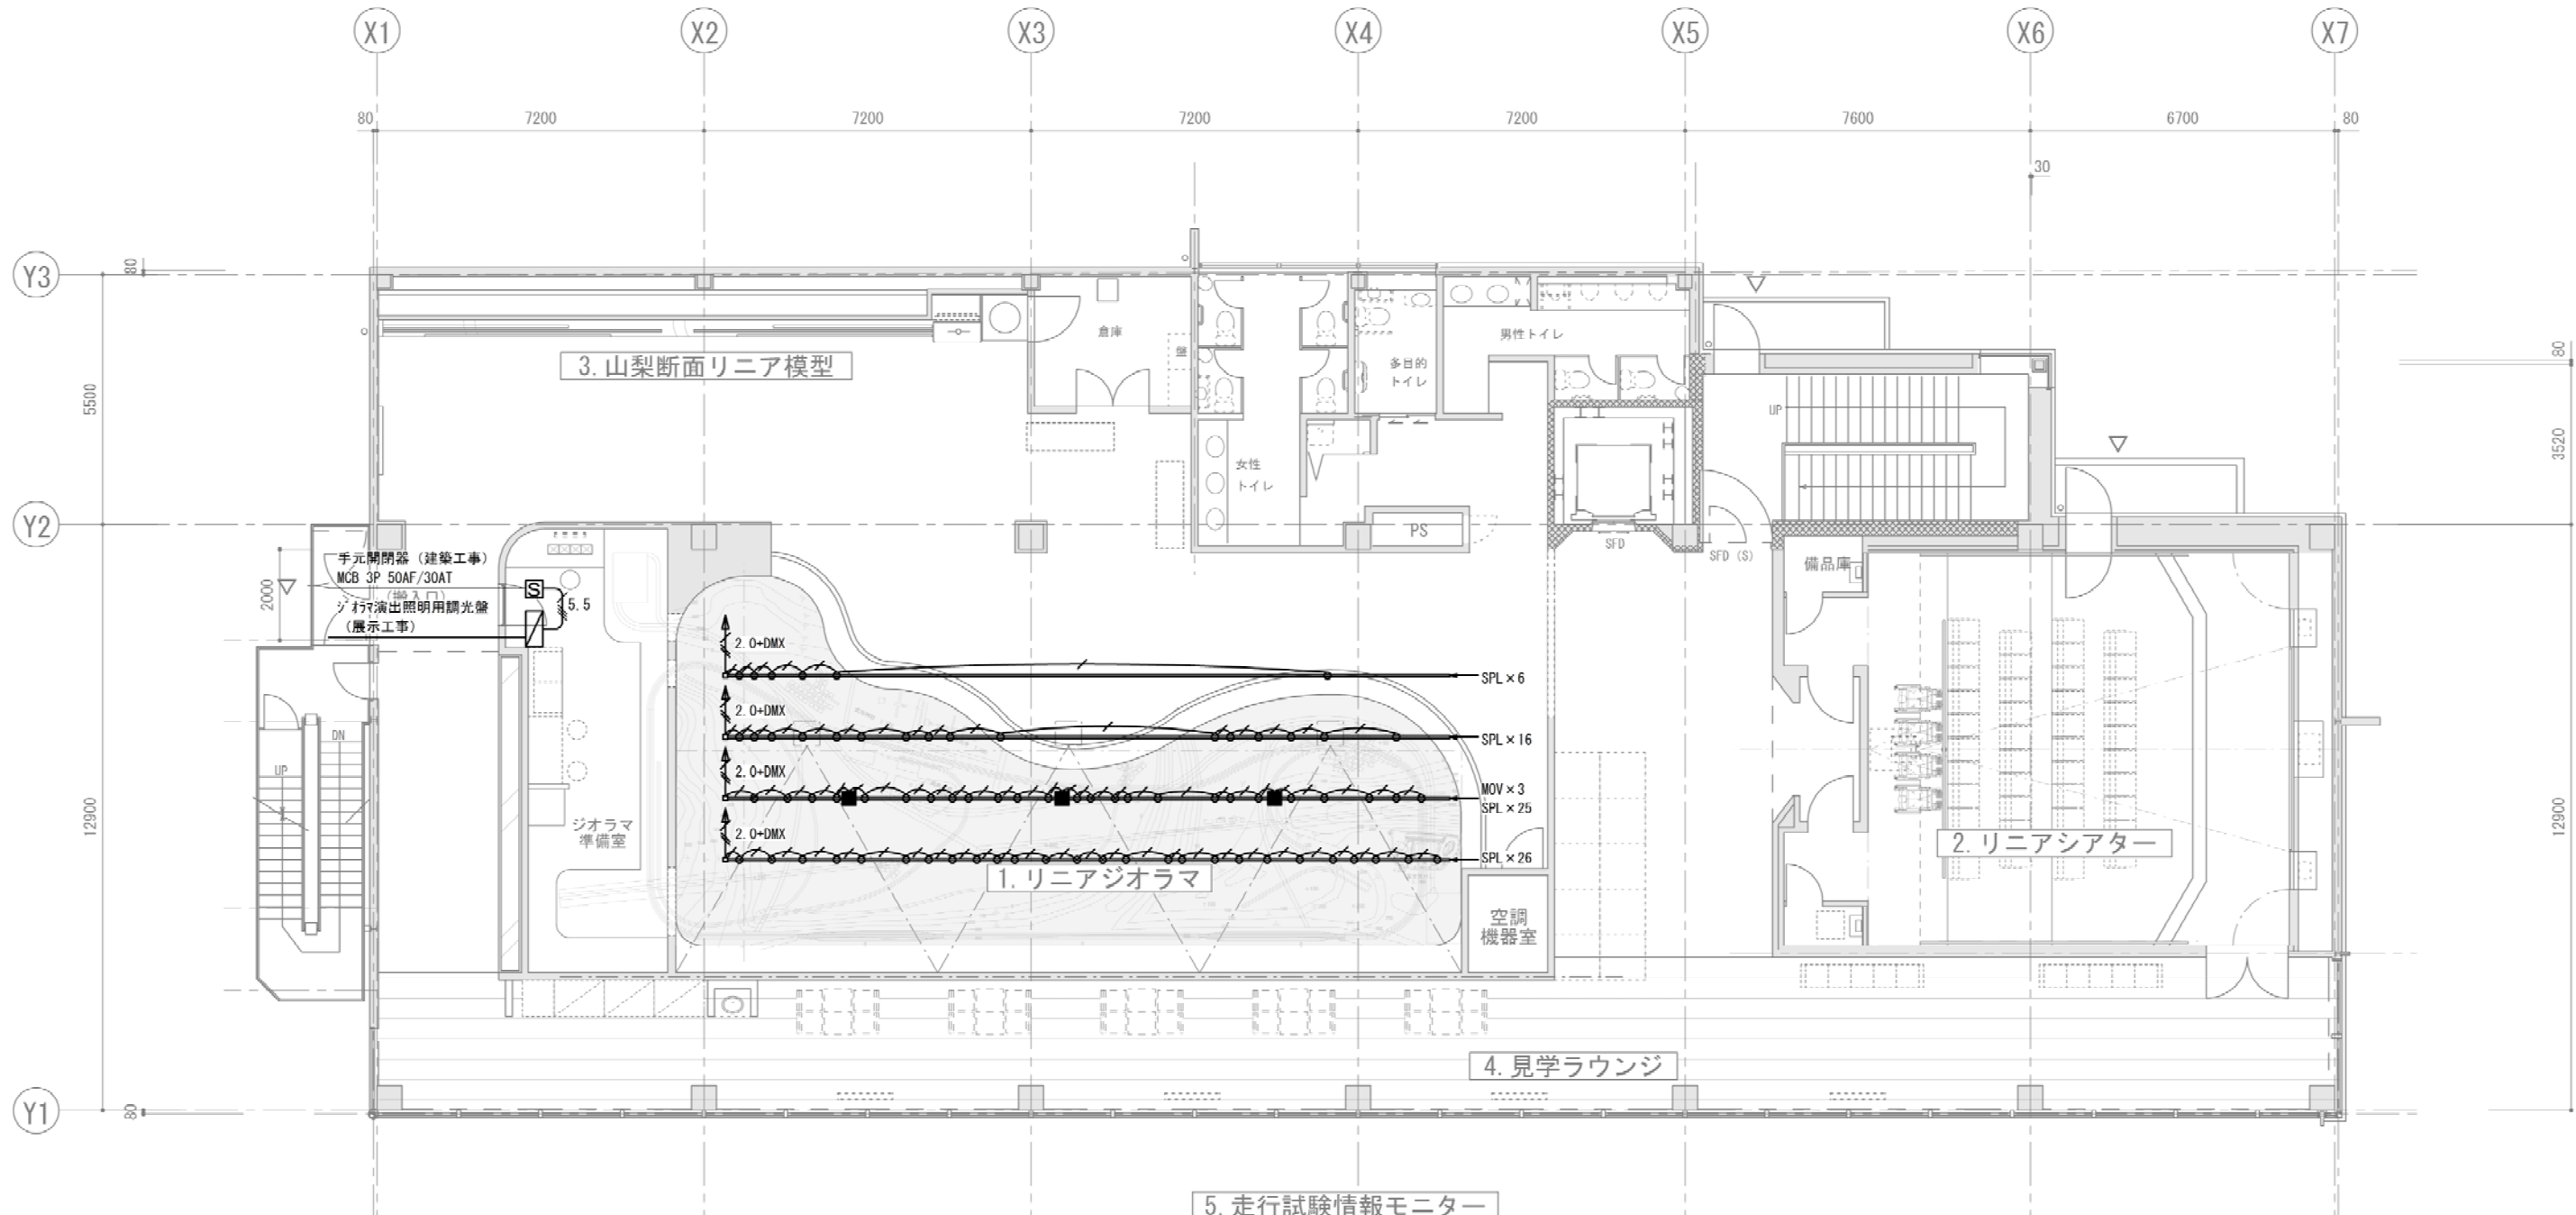 X1
X2
X3
X4
X5
X6
X7
80
7200
7200
7200
7200
7600
6700
80
30
Y3
80
5500
Y2
2000
12900
Y1
80
80
3520
12900
3. 山梨断面リニア模型
倉庫
盤
女性
トイレ
多目的
トイレ
男性トイレ
UP
PS
SFD
SFD (S)
備品庫
手元開閉器（建築工事）
MCB 3P 50AF/30AT
（搬入口）
ジオラマ演出照明用調光盤
（展示工事）
S
5.5
2.0+DMX
SPL×6
2.0+DMX
SPL×16
2.0+DMX
MOV×3
SPL×25
2.0+DMX
SPL×26
DN
UP
ジオラマ
準備室
1. リニアジオラマ
2. リニアシアター
空調
機器室
4. 見学ラウンジ
5. 走行試験情報モニター